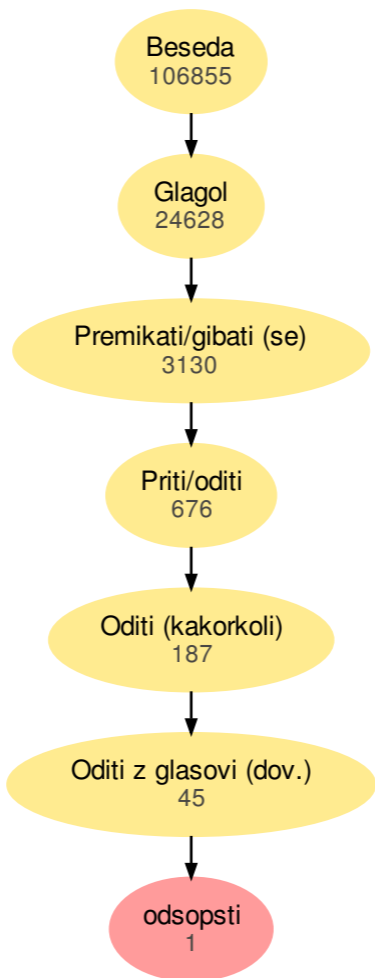 Beseda
106855
Glagol
24628
Premikati/gibati (se)
3130
Priti/oditi
676
Oditi (kakorkoli)
187
Oditi z glasovi (dov.)
45
odsopsti
1